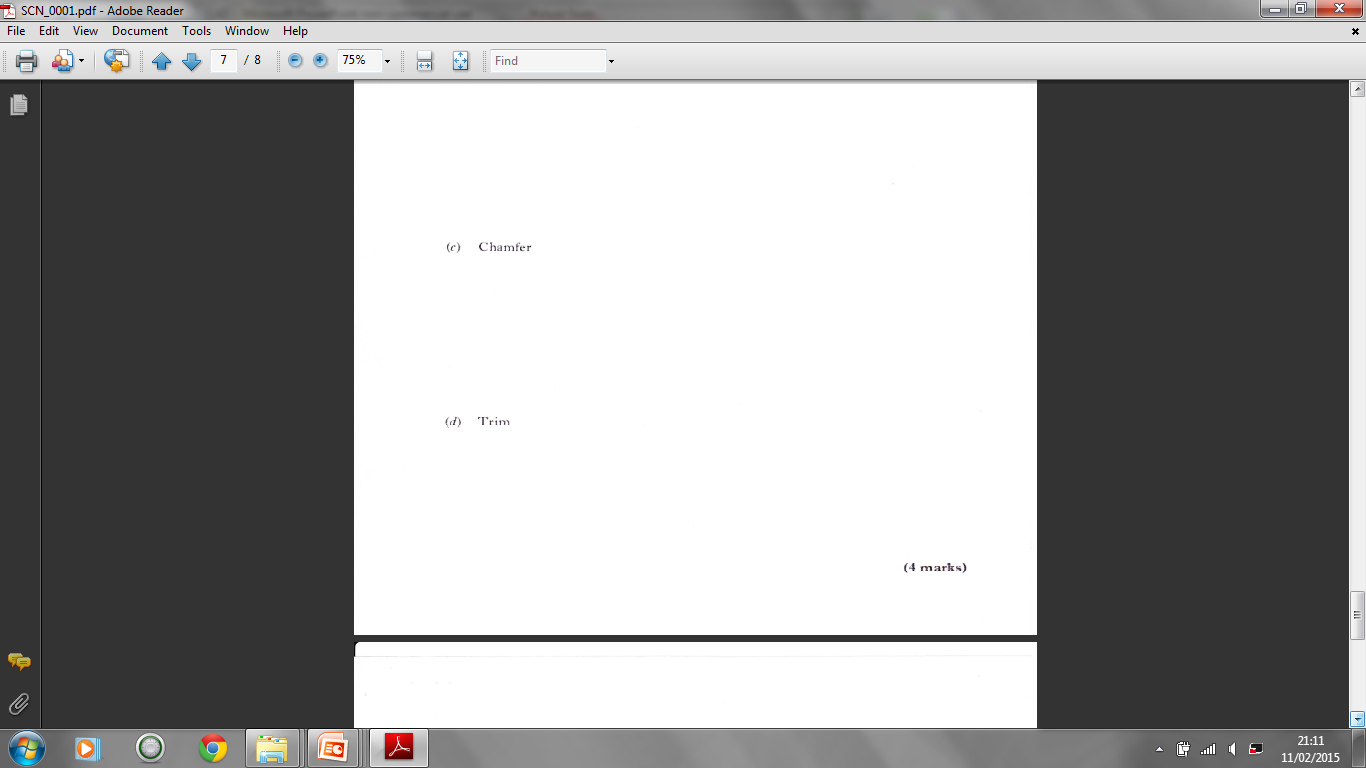 SCN_0001.pdf - Adobe Reader
File Edit View Document Tools Window Help
7 / 8 75% Find
(c) Chamfer
(d) Trim
(4 marks)
21:11
11/02/2015